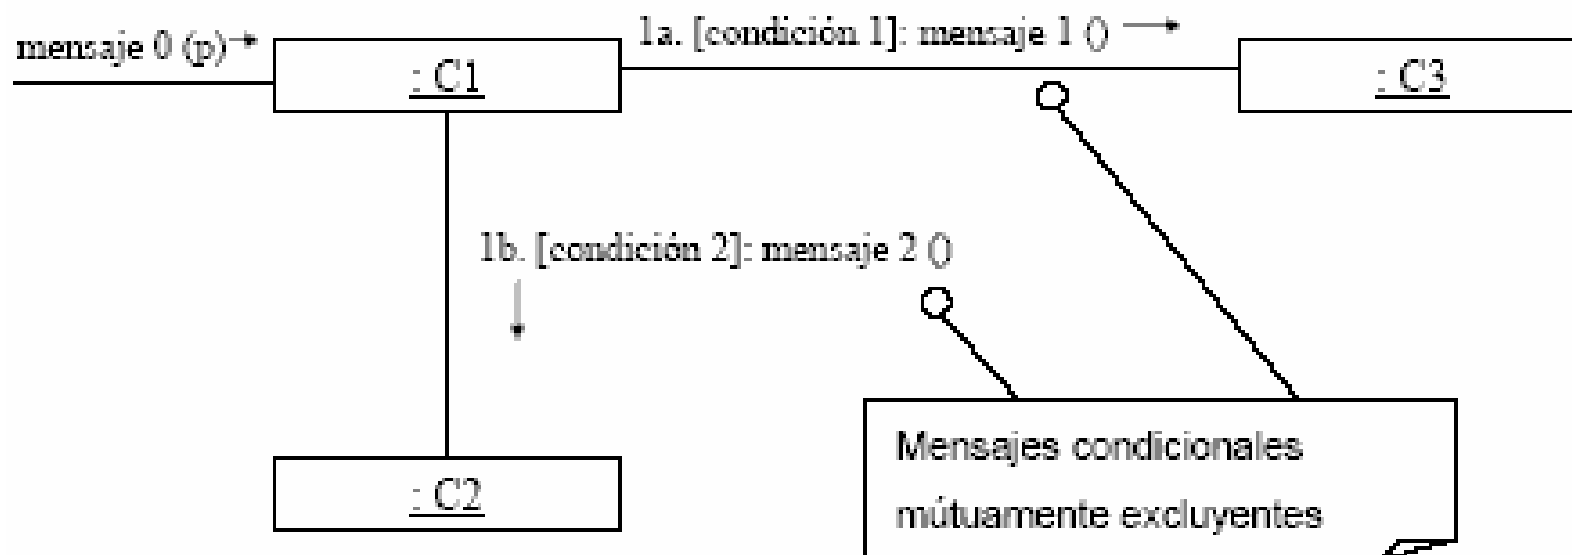 mensaje 0 (p)
1a. [condición 1]: mensaje 1 ()
: C1
: C3
1b. [condición 2]: mensaje 2 ()
: C2
Mensajes condicionales
mútuamente excluyentes